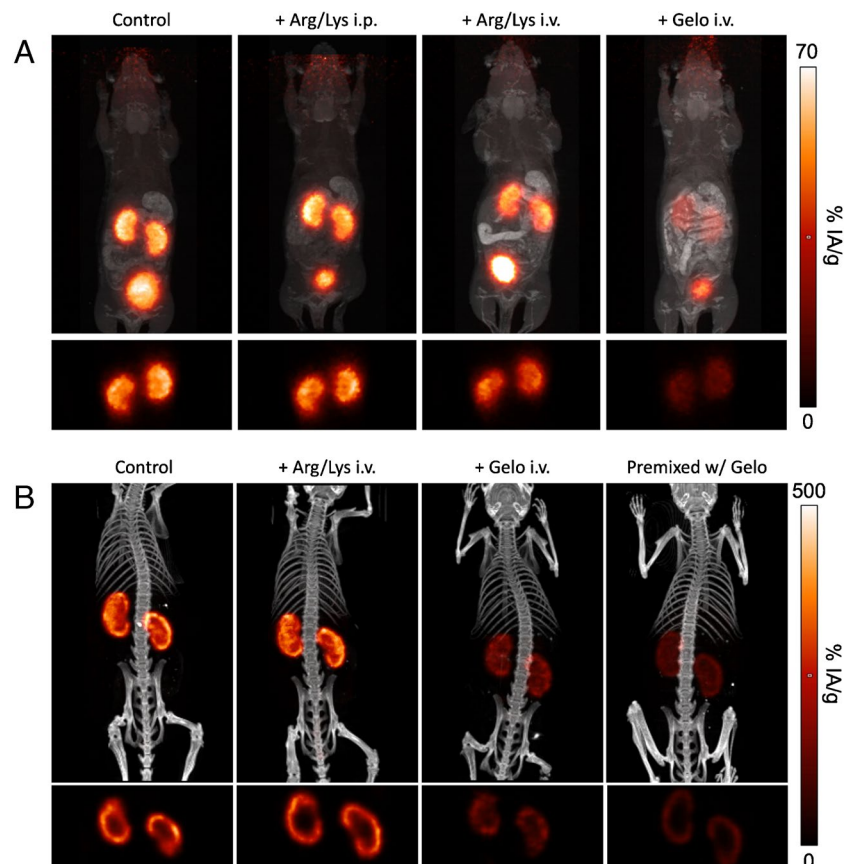 Control
+ Arg/Lys i.p.
+ Arg/Lys i.v.
+ Gelo i.v.
A
70
% IA/g
0
Control
+ Arg/Lys i.v.
+ Gelo i.v.
Premixed w/ Gelo
B
500
% IA/g
0